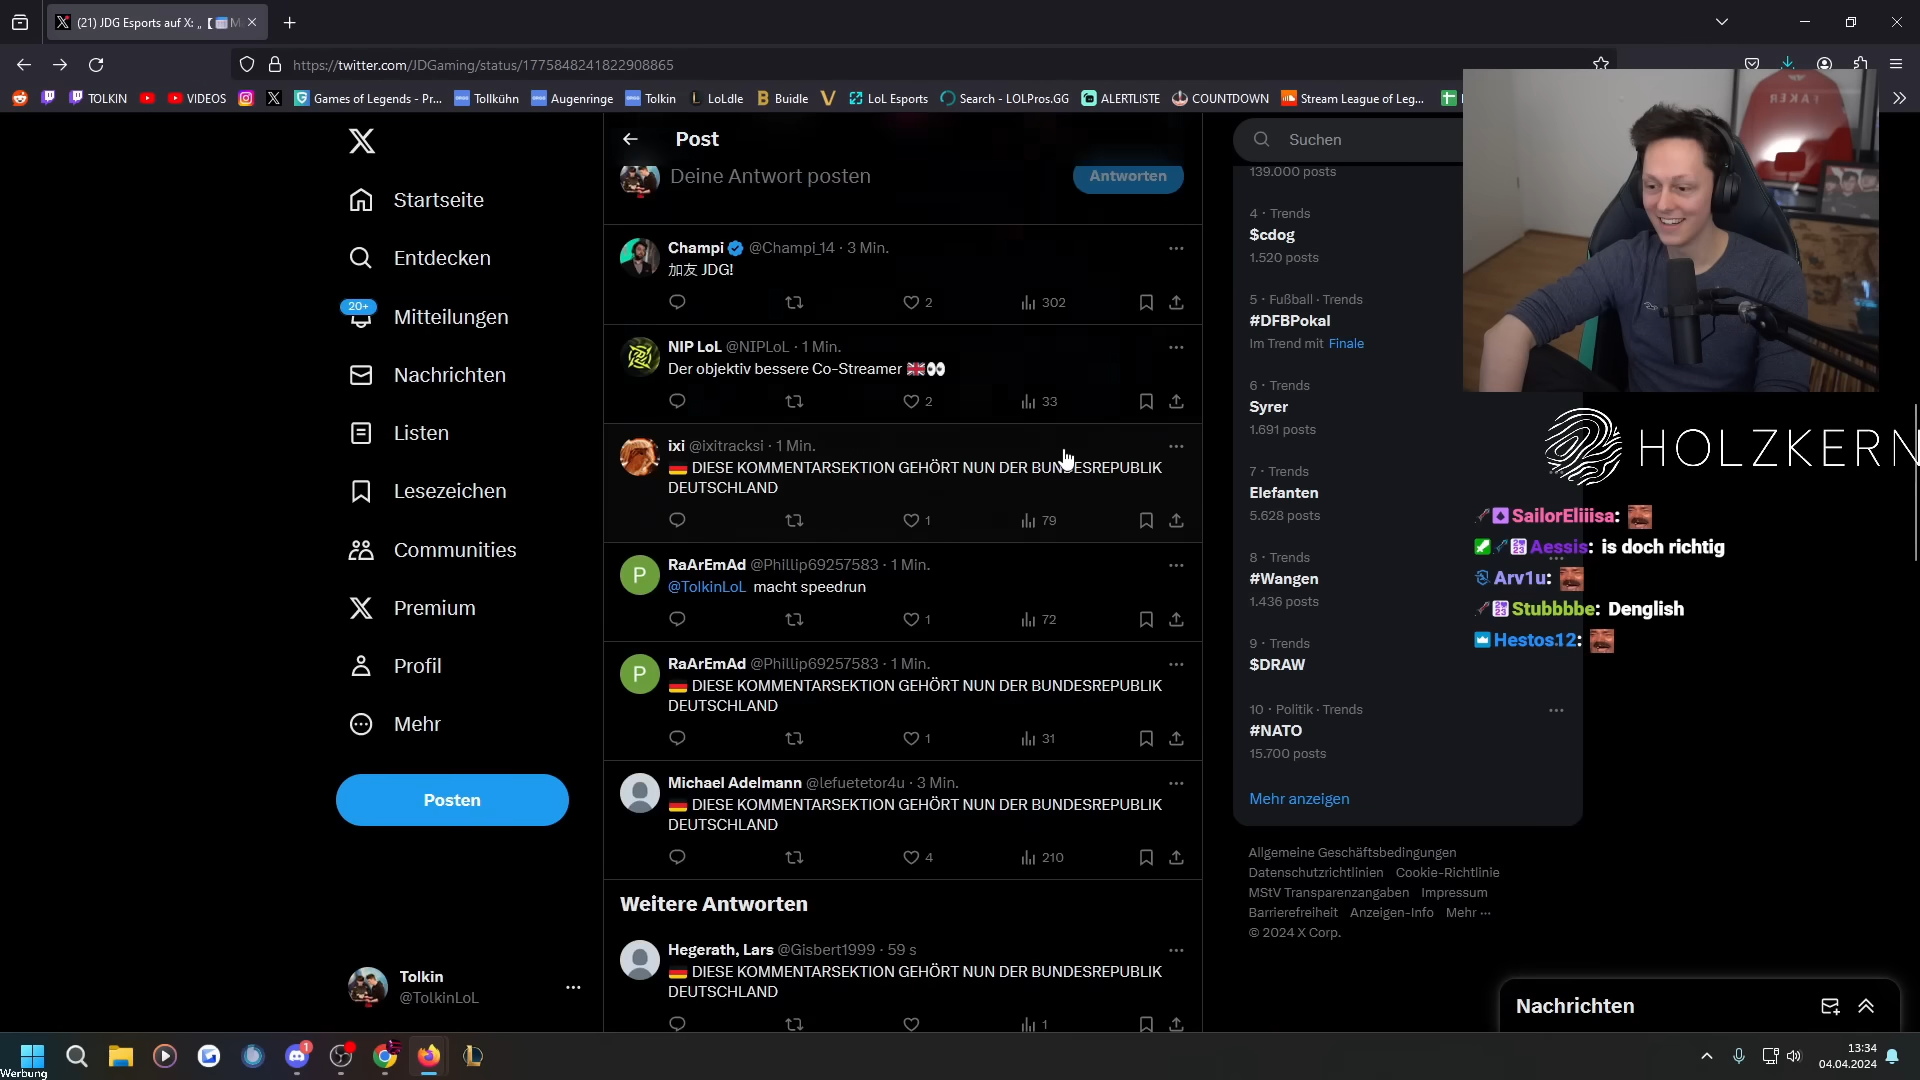 (21) JDG Esports auf X: „【
https://twitter.com/JDGaming/status/1775848241822908865
TOLKIN
VIDEOS
Games of Legends - Pr...
Tollkühn
Augenringe
Tolkin
LoLdle
Buidle
LoL Esports
Search - LOLPros.GG
ALERTLISTE
COUNTDOWN
Stream League of Leg...
FAKER
Startseite
Entdecken
20+
Mitteilungen
Nachrichten
Listen
Lesezeichen
Communities
Premium
Profil
Mehr
Posten
Tolkin
@TolkinLoL
Post
Deine Antwort posten
Antworten
Champi @Champi_14 · 3 Min.
加友 JDG!
2
302
NIP LoL @NIPLoL · 1 Min.
Der objektiv bessere Co-Streamer 🇬🇧👀
2
33
ixi @ixitracksi · 1 Min.
🇩🇪 DIESE KOMMENTARSEKTION GEHÖRT NUN DER BUNDESREPUBLIK
DEUTSCHLAND
1
79
RaArEmAd @Phillip69257583 · 1 Min.
@TolkinLoL macht speedrun
1
72
P
RaArEmAd @Phillip69257583 · 1 Min.
🇩🇪 DIESE KOMMENTARSEKTION GEHÖRT NUN DER BUNDESREPUBLIK
DEUTSCHLAND
1
31
P
Michael Adelmann @lefuetetor4u · 3 Min.
🇩🇪 DIESE KOMMENTARSEKTION GEHÖRT NUN DER BUNDESREPUBLIK
DEUTSCHLAND
4
210
Weitere Antworten
Hegerath, Lars @Gisbert1999 · 59 s
🇩🇪 DIESE KOMMENTARSEKTION GEHÖRT NUN DER BUNDESREPUBLIK
DEUTSCHLAND
1
Suchen
139.000 posts
4 · Trends
$cdog
1.520 posts
5 · Fußball · Trends
#DFBPokal
Im Trend mit Finale
6 · Trends
Syrer
1.691 posts
7 · Trends
Elefanten
5.628 posts
8 · Trends
#Wangen
1.436 posts
9 · Trends
$DRAW
10 · Politik · Trends
#NATO
15.700 posts
Mehr anzeigen
Allgemeine Geschäftsbedingungen
Datenschutzrichtlinien Cookie-Richtlinie
MStV Transparenzangaben Impressum
Barrierefreiheit Anzeigen-Info Mehr ···
© 2024 X Corp.
HOLZKERN
SailorEliiisa:
Aessis: is doch richtig
Arv1u:
Stubbbbe: Denglish
Hestos12:
Nachrichten
Werbung
1
13:34
04.04.2024